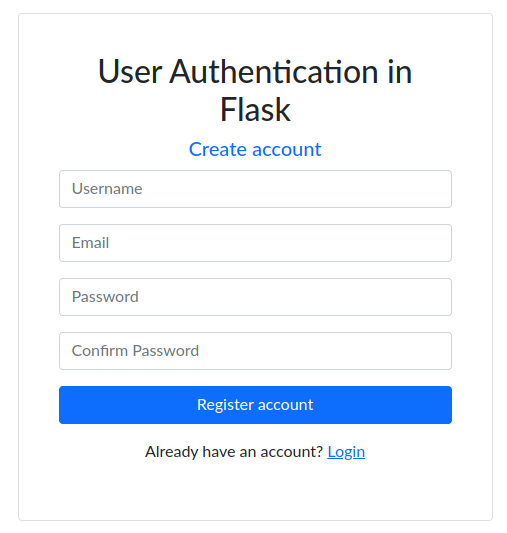 User Authentication in
Flask
Create account
Username
Email
Password
Confirm Password
Register account
Already have an account? Login